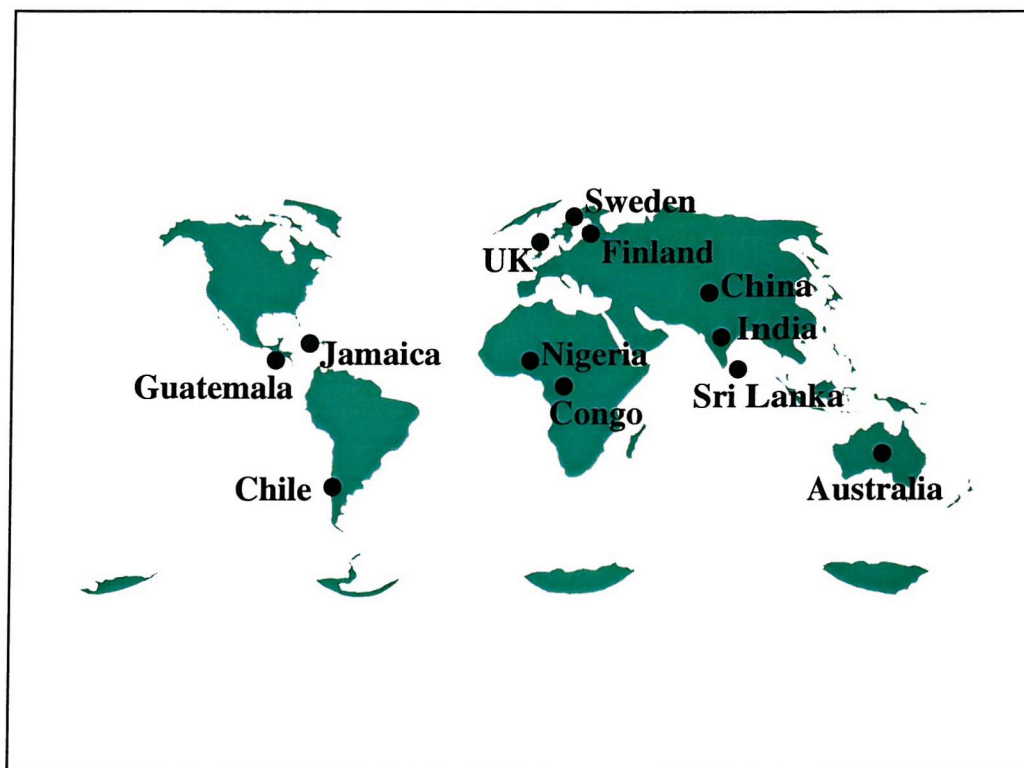 Sweden
UK
Finland
China
India
Jamaica
Nigeria
Guatemala
Sri Lanka
Congo
Chile
Australia